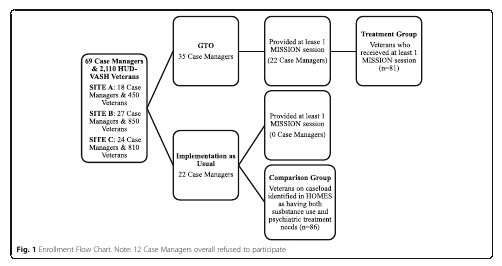 69 Case Managers
& 2,110 HUD-
VASH Veterans
SITE A: 18 Case
Managers & 450
Veterans
SITE B: 27 Case
Managers & 850
Veterans
SITE C: 24 Case
Managers & 810
Veterans
GTO
35 Case Managers
Provided at lease 1
MISSION session
(22 Case Managers)
Treatment Group
Veterans who
receieved at least 1
MISSION session
(n=81)
Implementation as
Usual
22 Case Managers
Provided at least 1
MISSION session
(0 Case Managers)
Comparison Group
Veterans on caseload
identified in HOMES
as having both
susbstance use and
psychiatric treatment
needs (n=86)
Fig. 1 Enrollment Flow Chart. Note: 12 Case Managers overall refused to participate